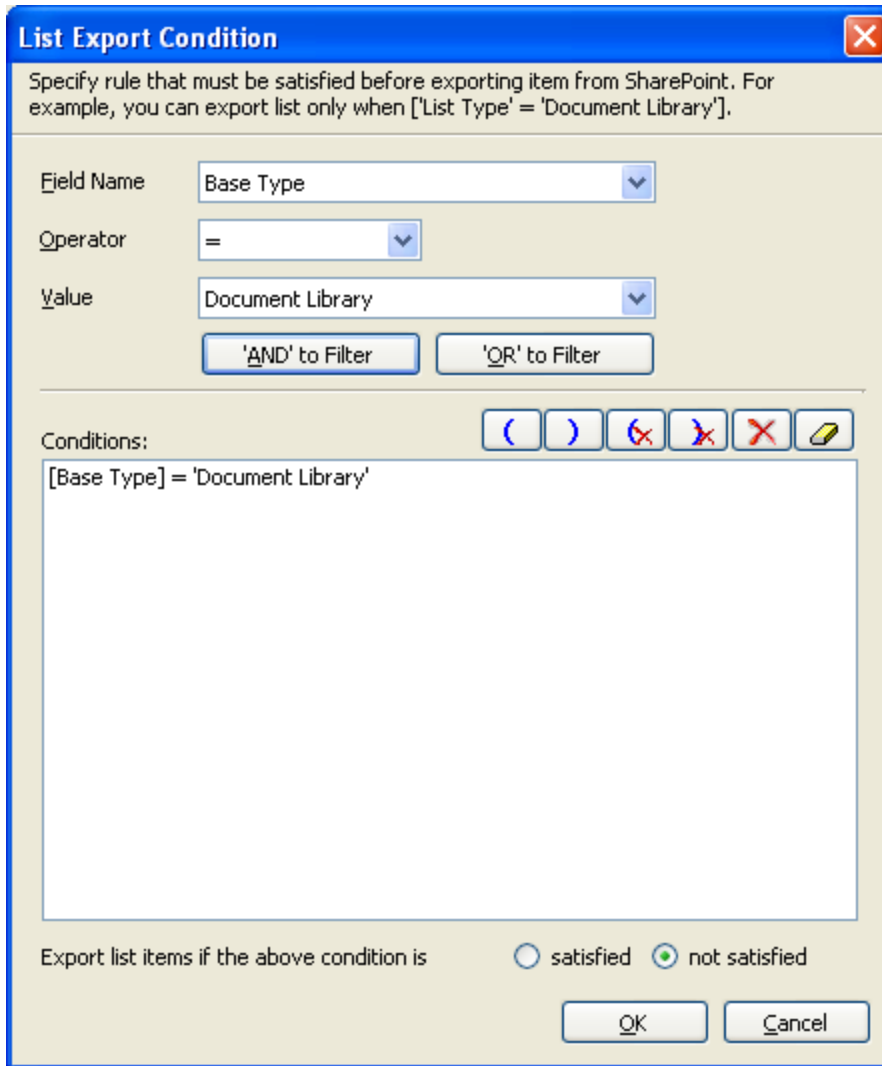 List Export Condition
Specify rule that must be satisfied before exporting item from SharePoint. For
example, you can export list only when ['List Type' = 'Document Library'].
Field Name
Base Type
Operator
=
Value
Document Library
'AND' to Filter
'OR' to Filter
Conditions:
(
)
(
)
[Base Type] = 'Document Library'
Export list items if the above condition is
satisfied
not satisfied
OK
Cancel